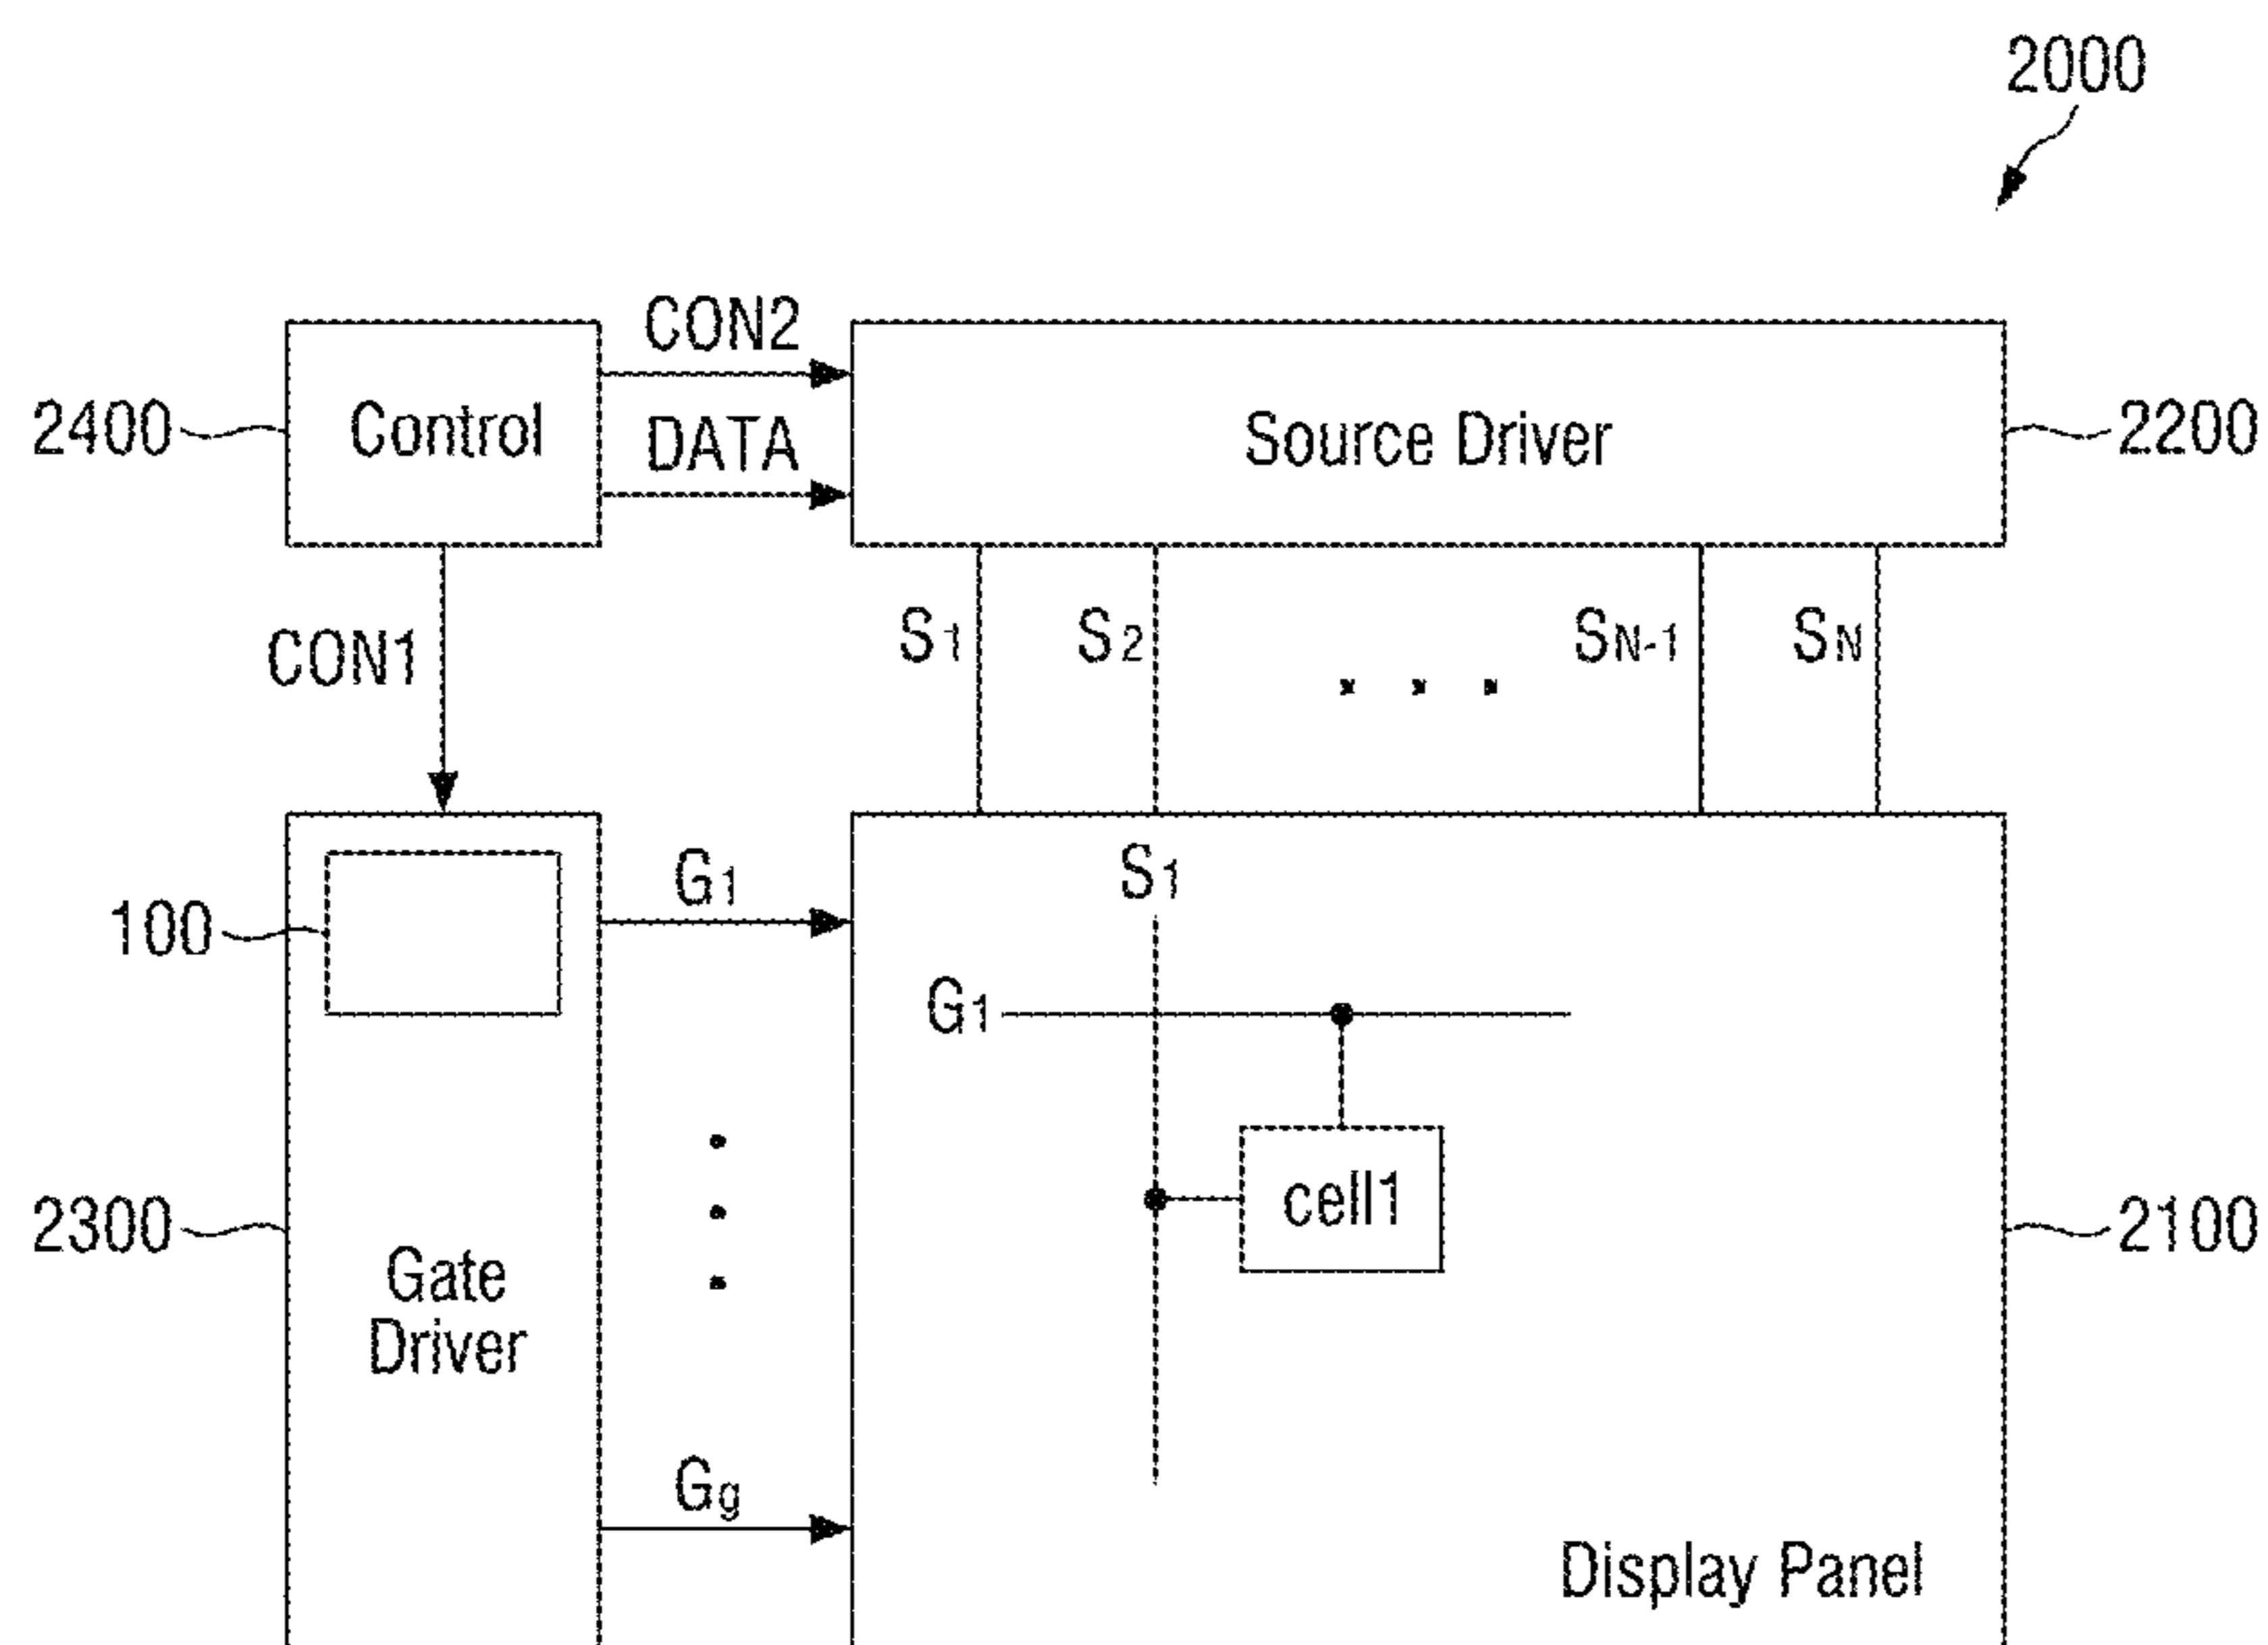 2000
CON2
2400
Control
DATA
Source Driver
2200
CON1
S1
S2
. . .
SN-1
SN
100
G1
S1
G1
cell1
2300
Gate
Driver
2100
Gg
Display Panel